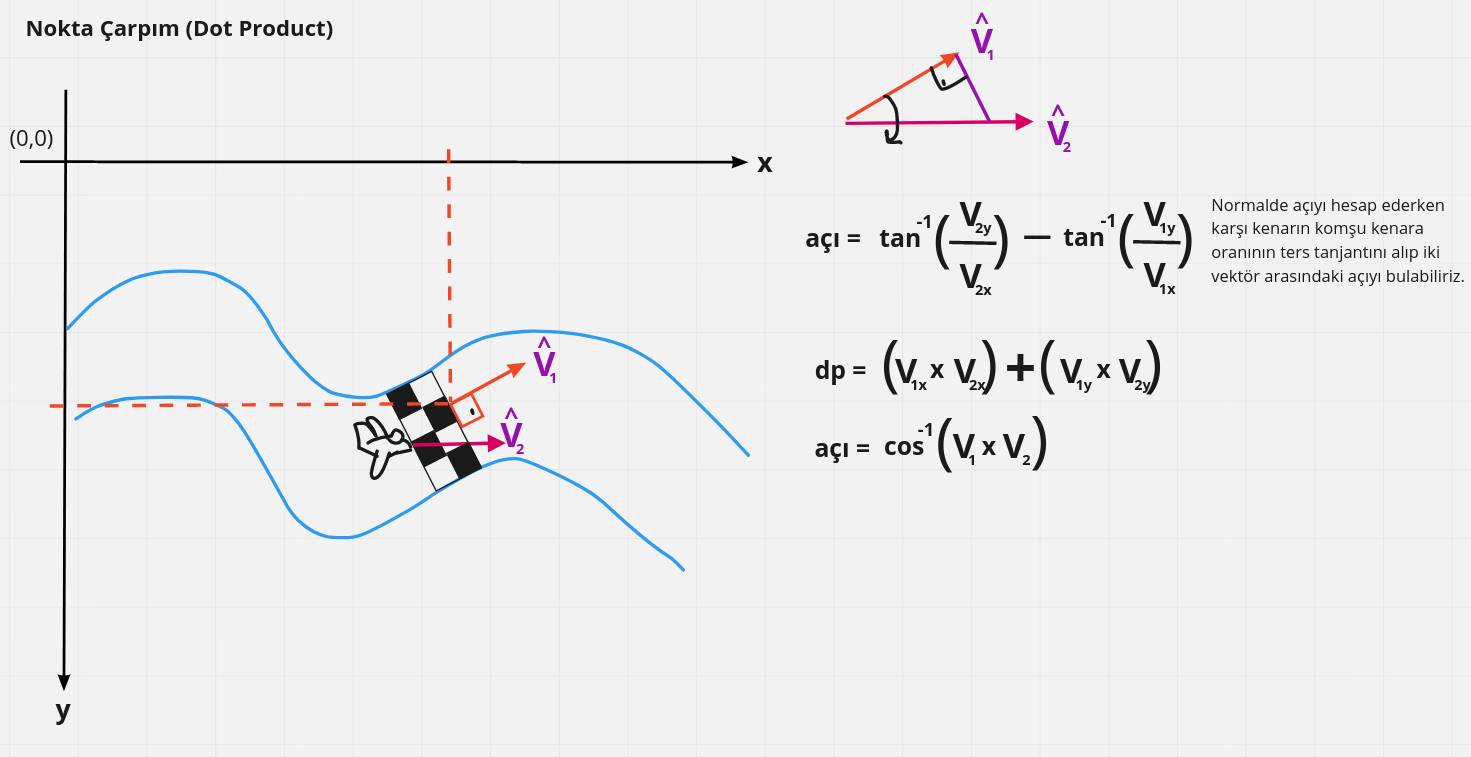 Nokta Çarpım (Dot Product)
(0,0)
x
y
V̂₁
V̂₂
V̂₁
V̂₂
açı = tan⁻¹(V₂y / V₂x) — tan⁻¹(V₁y / V₁x)
Normalde açıyı hesap ederken
karşı kenarın komşu kenara
oranının ters tanjantını alıp iki
vektör arasındaki açıyı bulabiliriz.
dp = (V₁x x V₂x) + (V₁y x V₂y)
açı = cos⁻¹(V₁ x V₂)